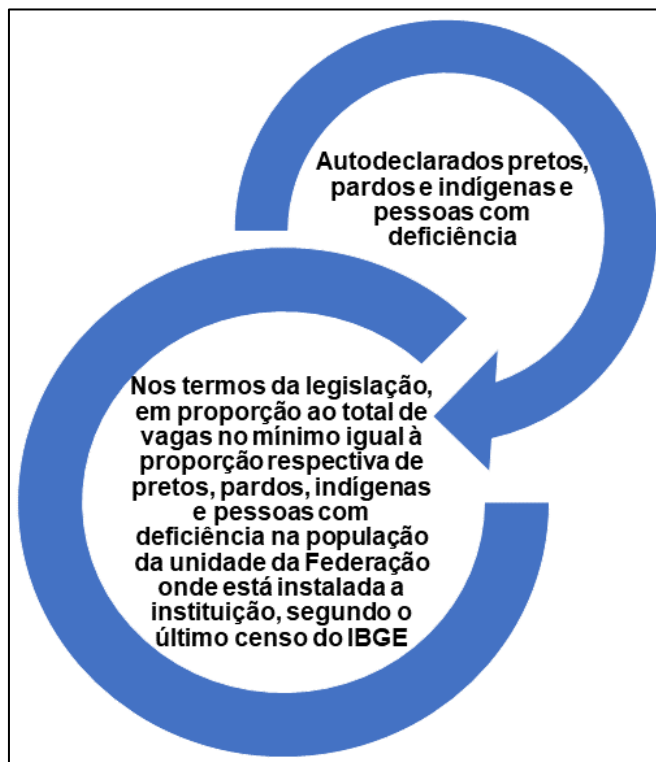 Autodeclarados pretos,
pardos e indígenas e
pessoas com
deficiência
Nos termos da legislação,
em proporção ao total de
vagas no mínimo igual à
proporção respectiva de
pretos, pardos, indígenas
e pessoas com
deficiência na população
da unidade da Federação
onde está instalada a
instituição, segundo o
último censo do IBGE